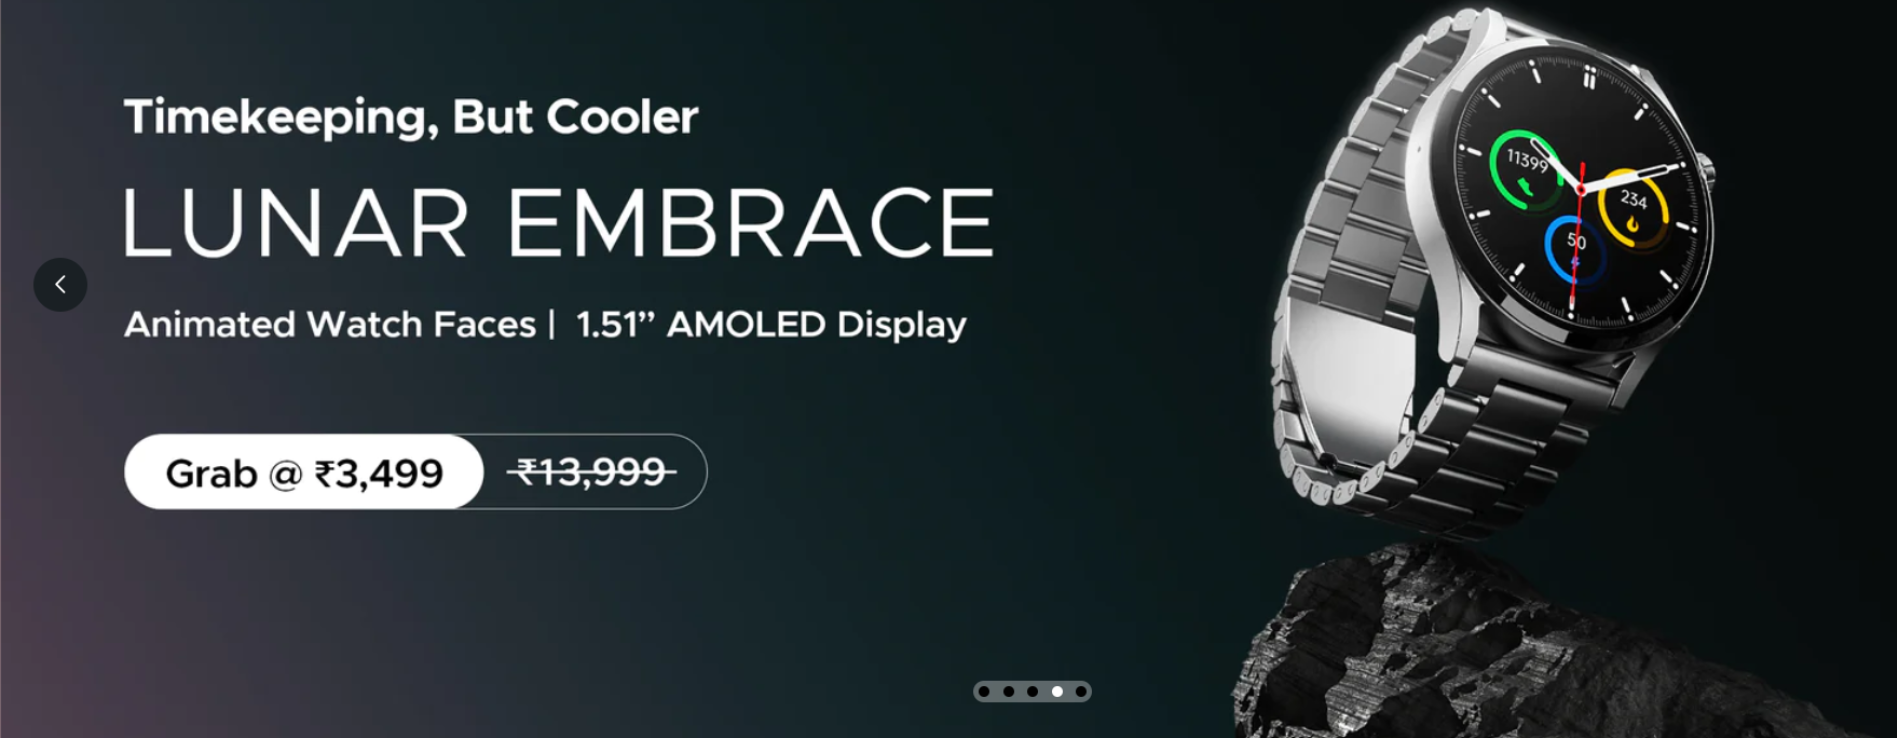 Timekeeping, But Cooler
LUNAR EMBRACE
Animated Watch Faces | 1.51” AMOLED Display
Grab @ ₹3,499 ₹13,999
11399
234
50